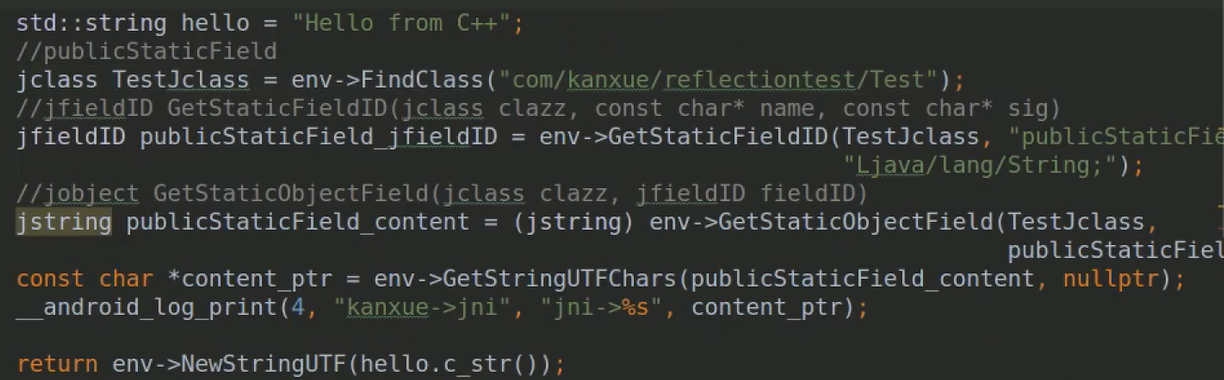 std::string hello = "Hello from C++";
//publicStaticField
jclass TestJclass = env->FindClass("com/kanxue/reflectiontest/Test");
//jfieldID GetStaticFieldID(jclass clazz, const char* name, const char* sig)
jfieldID publicStaticField_jfieldID = env->GetStaticFieldID(TestJclass, "publicStaticFie
"Ljava/lang/String;");
//jobject GetStaticObjectField(jclass clazz, jfieldID fieldID)
jstring publicStaticField_content = (jstring) env->GetStaticObjectField(TestJclass,
publicStaticFiel
const char *content_ptr = env->GetStringUTFChars(publicStaticField_content, nullptr);
__android_log_print(4, "kanxue->jni", "jni->%s", content_ptr);
return env->NewStringUTF(hello.c_str());